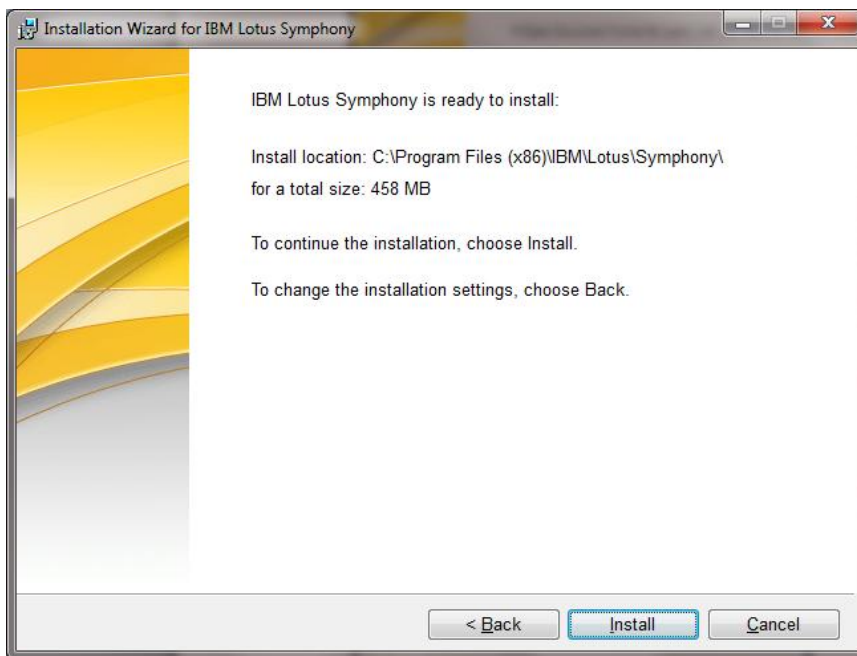 Installation Wizard for IBM Lotus Symphony
IBM Lotus Symphony is ready to install:
Install location: C:\Program Files (x86)\IBM\Lotus\Symphony\
for a total size: 458 MB
To continue the installation, choose Install.
To change the installation settings, choose Back.
< Back
Install
Cancel